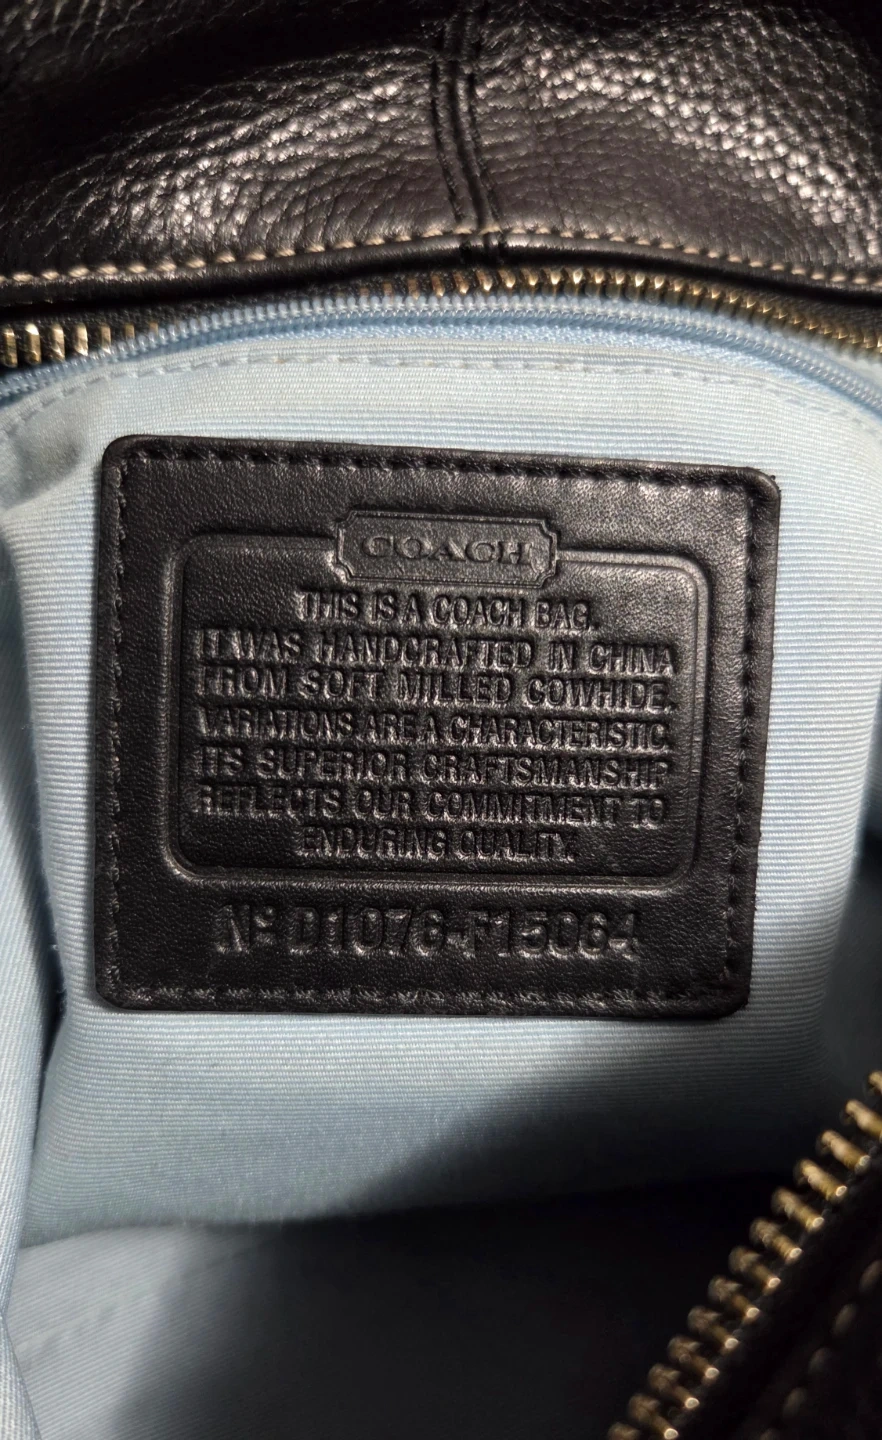 COACH
THIS IS A COACH BAG.
IT WAS HANDCRAFTED IN CHINA
FROM SOFT MILLED COWHIDE.
VARIATIONS ARE A CHARACTERISTIC.
ITS SUPERIOR CRAFTSMANSHIP
REFLECTS OUR COMMITMENT TO
ENDURING QUALITY.
Nº D1076-F15064